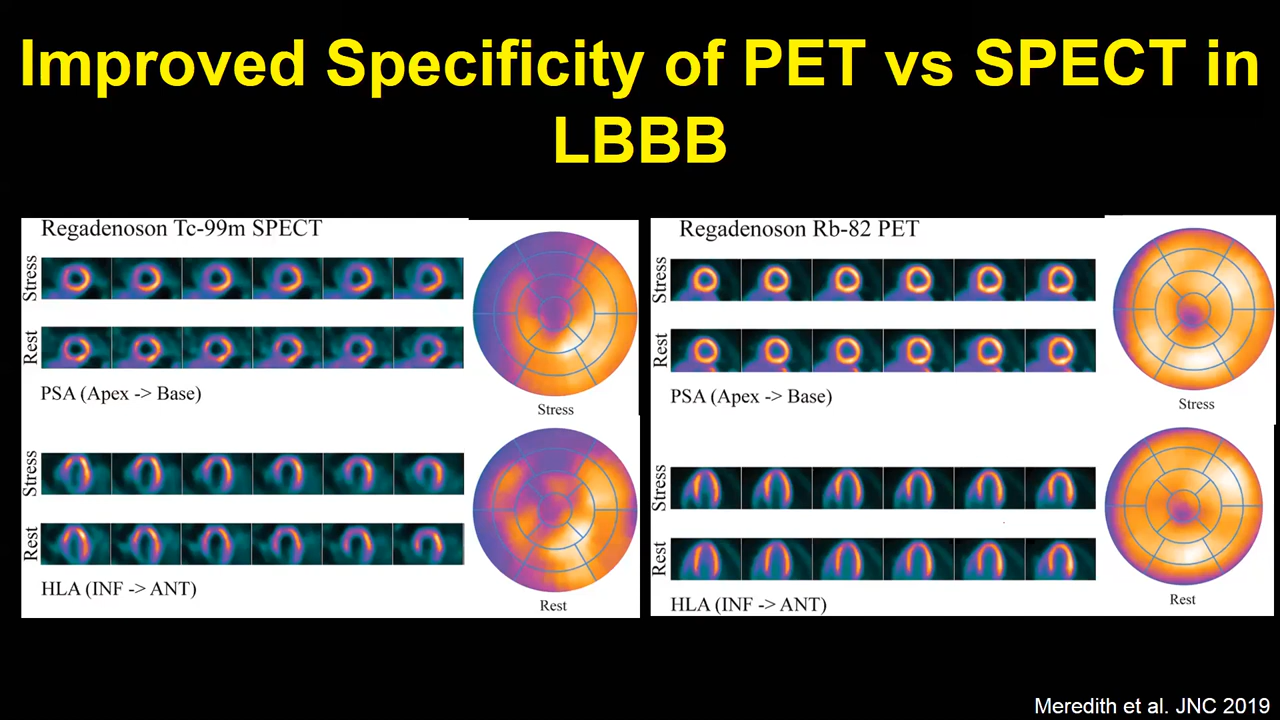 Improved Specificity of PET vs SPECT in
LBBB
Regadenoson Tc-99m SPECT
Stress
Rest
PSA (Apex -> Base)
Stress
Stress
Rest
HLA (INF -> ANT)
Rest
Regadenoson Rb-82 PET
Stress
Rest
PSA (Apex -> Base)
Stress
Stress
Rest
HLA (INF -> ANT)
Rest
Meredith et al. JNC 2019